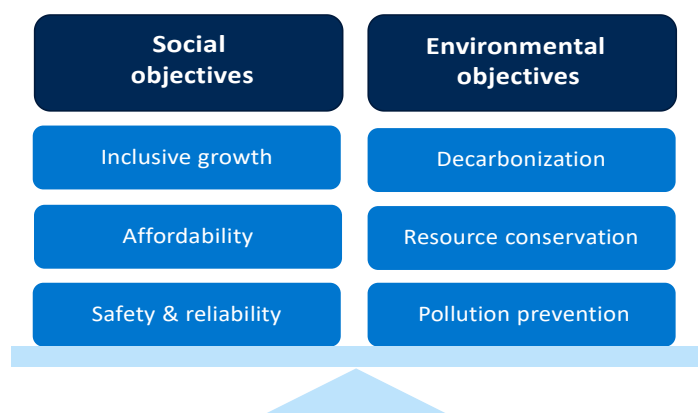 Social
objectives
Inclusive growth
Affordability
Safety & reliability
Environmental
objectives
Decarbonization
Resource conservation
Pollution prevention